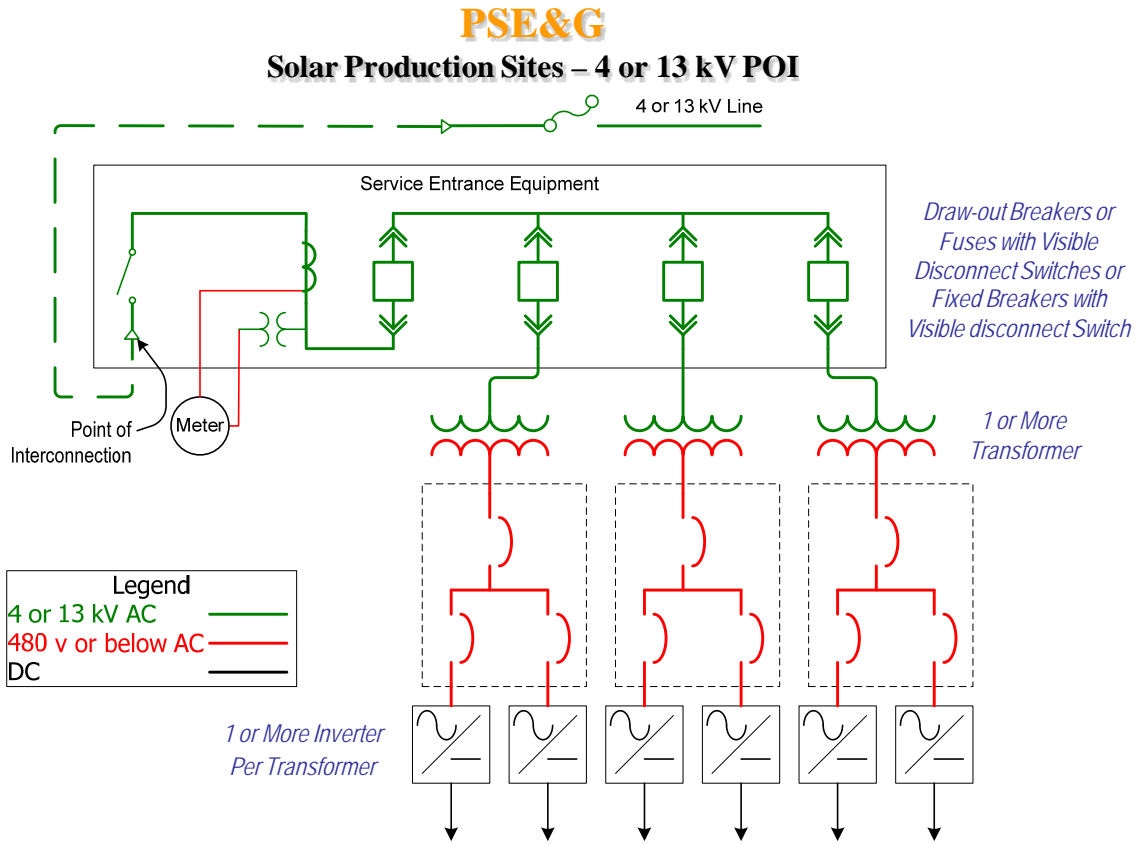 PSE&G
Solar Production Sites – 4 or 13 kV POI
4 or 13 kV Line
Service Entrance Equipment
Draw-out Breakers or
Fuses with Visible
Disconnect Switches or
Fixed Breakers with
Visible disconnect Switch
Meter
Point of
Interconnection
1 or More
Transformer
Legend
4 or 13 kV AC
480 v or below AC
DC
1 or More Inverter
Per Transformer